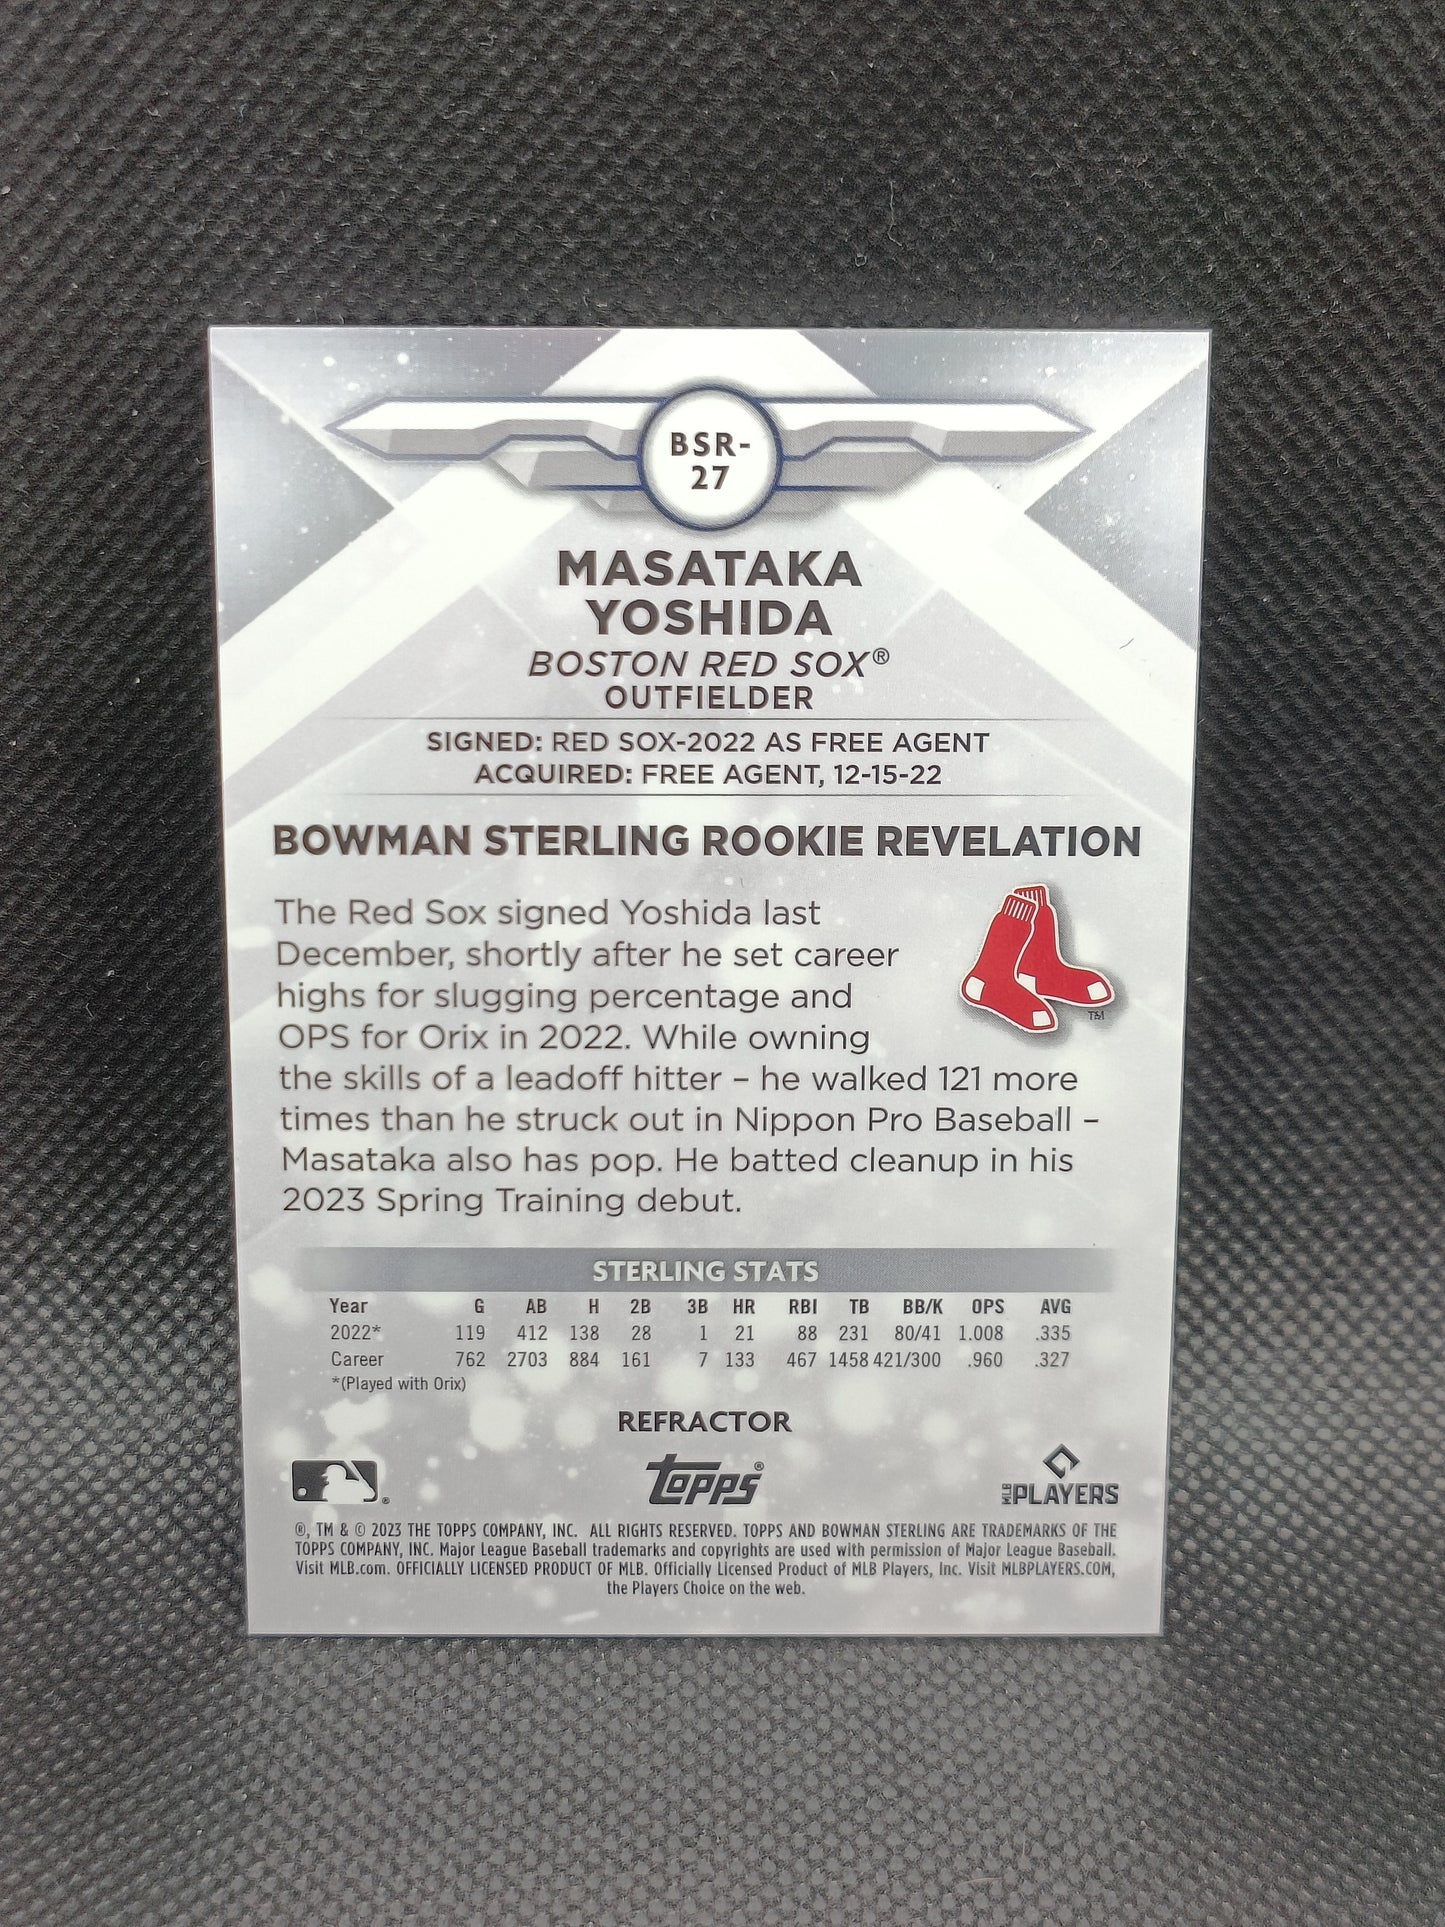 BSR-
27
MASATAKA
YOSHIDA
BOSTON RED SOX®
OUTFIELDER
SIGNED: RED SOX-2022 AS FREE AGENT
ACQUIRED: FREE AGENT, 12-15-22
BOWMAN STERLING ROOKIE REVELATION
The Red Sox signed Yoshida last
December, shortly after he set career
highs for slugging percentage and
OPS for Orix in 2022. While owning
the skills of a leadoff hitter – he walked 121 more
times than he struck out in Nippon Pro Baseball –
Masataka also has pop. He batted cleanup in his
2023 Spring Training debut.
TM
STERLING STATS
Year G AB H 2B 3B HR RBI TB BB/K OPS AVG
2022* 119 412 138 28 1 21 88 231 80/41 1.008 .335
Career 762 2703 884 161 7 133 467 1458 421/300 .960 .327
*(Played with Orix)
REFRACTOR
® Topps® MLB PLAYERS
®, TM & © 2023 THE TOPPS COMPANY, INC. ALL RIGHTS RESERVED. TOPPS AND BOWMAN STERLING ARE TRADEMARKS OF THE
TOPPS COMPANY, INC. Major League Baseball trademarks and copyrights are used with permission of Major League Baseball.
Visit MLB.com. OFFICIALLY LICENSED PRODUCT OF MLB. Officially Licensed Product of MLB Players, Inc. Visit MLBPLAYERS.COM,
the Players Choice on the web.